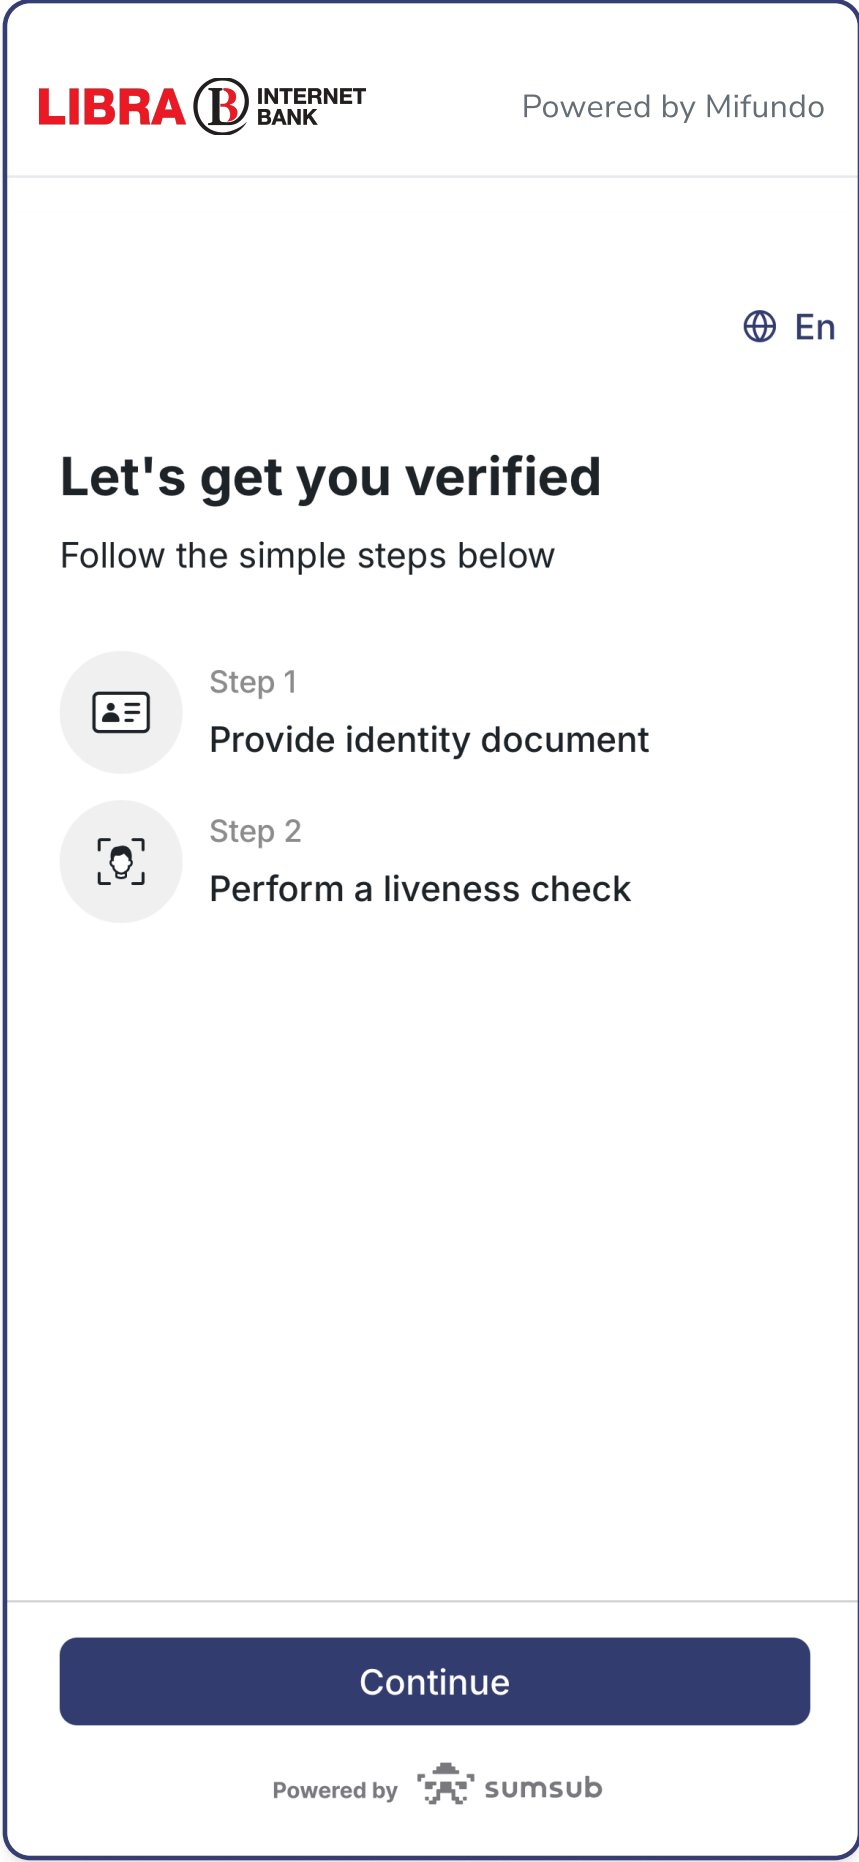 LIBRA B INTERNET BANK
Powered by Mifundo
En
Let's get you verified
Follow the simple steps below
Step 1
Provide identity document
Step 2
Perform a liveness check
Continue
Powered by sumsub